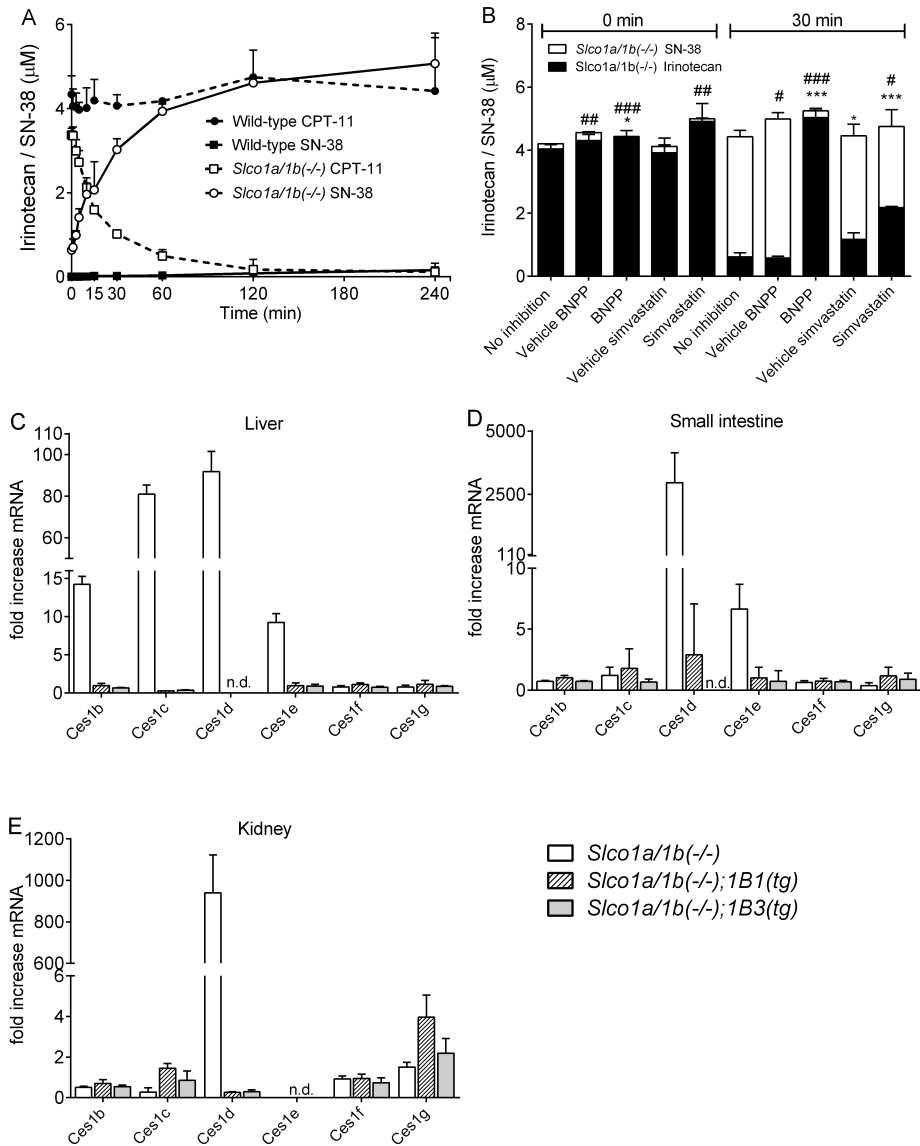 A
Irinotecan / SN-38 (μM)
6
4
2
0
0 15 30 60 120 180 240
Time (min)
Wild-type CPT-11
Wild-type SN-38
Slco1a/1b(-/-) CPT-11
Slco1a/1b(-/-) SN-38
B
Irinotecan / SN-38 (μM)
8
6
4
2
0
0 min 30 min
Slco1a/1b(-/-) SN-38
Slco1a/1b(-/-) Irinotecan
##
###
*
##
#
###
***
*
#
***
No inhibition
Vehicle BNPP
BNPP
Vehicle simvastatin
Simvastatin
No inhibition
Vehicle BNPP
BNPP
Vehicle simvastatin
Simvastatin
C
Liver
fold increase mRNA
110
100
80
60
15
10
5
0
n.d.
Ces1b Ces1c Ces1d Ces1e Ces1f Ces1g
D
Small intestine
fold increase mRNA
5000
2500
110
10
5
0
n.d.
Ces1b Ces1c Ces1d Ces1e Ces1f Ces1g
E
Kidney
fold increase mRNA
1200
1000
800
600
6
4
2
0
n.d.
Ces1b Ces1c Ces1d Ces1e Ces1f Ces1g
Slco1a/1b(-/-)
Slco1a/1b(-/-);1B1(tg)
Slco1a/1b(-/-);1B3(tg)